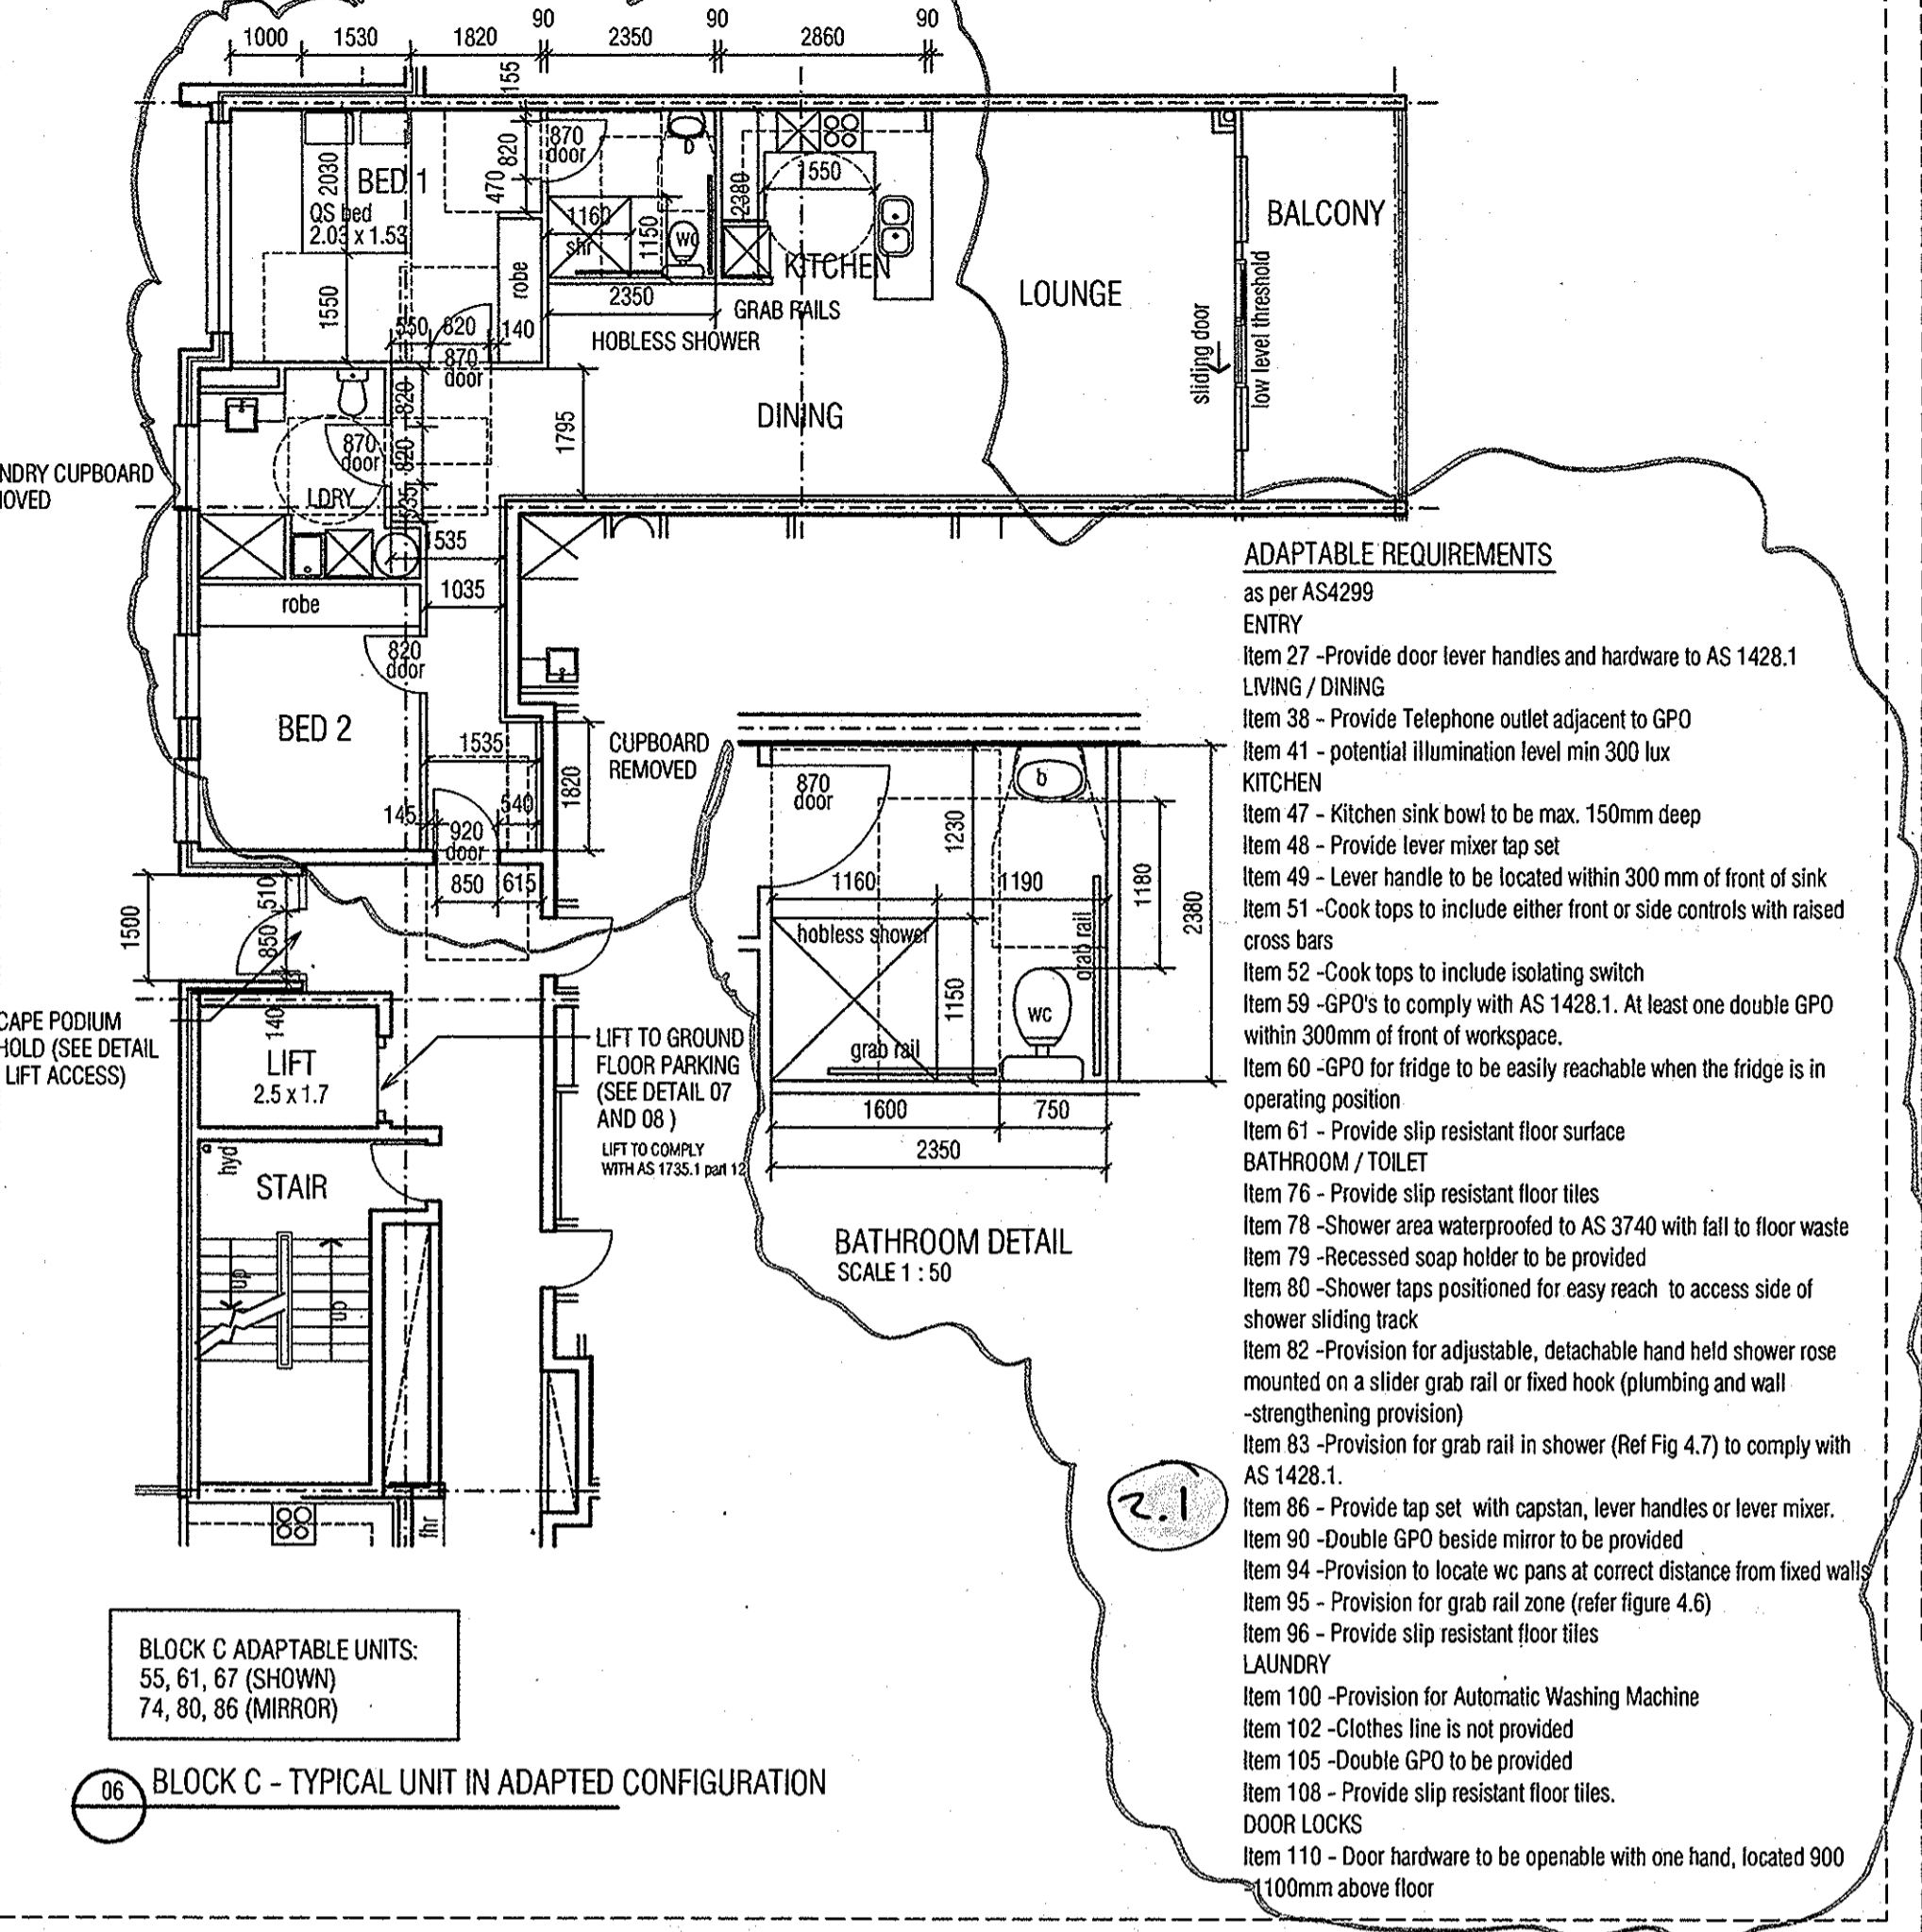 90
90
90
1000
1530
1820
2350
2860
155
870
door
820
b
2030
BED 1
470
2380
1550
QS bed
2.03 x 1.53
1160
shr
1150
wc
BALCONY
KITCHEN
robe
1550
2350
GRAB RAILS
LOUNGE
550
820
140
HOBLESS SHOWER
870
door
sliding door
low level threshold
820
DINING
1795
870
door
820
NDRY CUPBOARD
MOVED
LDRY
535
1535
1035
robe
820
door
BED 2
1535
CUPBOARD
REMOVED
1820
145
540
920
door
850
615
510
1500
850
CAPE PODIUM
HOLD (SEE DETAIL
LIFT ACCESS)
140
LIFT
2.5 x 1.7
LIFT TO GROUND
FLOOR PARKING
(SEE DETAIL 07
AND 08 )
LIFT TO COMPLY
WITH AS 1735.1 part 12
hyd
STAIR
up
up
fhr
870
door
b
1230
1160
1190
1180
2380
hobless shower
grab rail
1150
wc
grab rail
1600
750
2350
BATHROOM DETAIL
SCALE 1 : 50
ADAPTABLE REQUIREMENTS
as per AS4299
ENTRY
Item 27 -Provide door lever handles and hardware to AS 1428.1
LIVING / DINING
Item 38 - Provide Telephone outlet adjacent to GPO
Item 41 - potential illumination level min 300 lux
KITCHEN
Item 47 - Kitchen sink bowl to be max. 150mm deep
Item 48 - Provide lever mixer tap set
Item 49 - Lever handle to be located within 300 mm of front of sink
Item 51 -Cook tops to include either front or side controls with raised
cross bars
Item 52 -Cook tops to include isolating switch
Item 59 -GPO's to comply with AS 1428.1. At least one double GPO
within 300mm of front of workspace.
Item 60 -GPO for fridge to be easily reachable when the fridge is in
operating position
Item 61 - Provide slip resistant floor surface
BATHROOM / TOILET
Item 76 - Provide slip resistant floor tiles
Item 78 -Shower area waterproofed to AS 3740 with fall to floor waste
Item 79 -Recessed soap holder to be provided
Item 80 -Shower taps positioned for easy reach to access side of
shower sliding track
Item 82 -Provision for adjustable, detachable hand held shower rose
mounted on a slider grab rail or fixed hook (plumbing and wall
-strengthening provision)
Item 83 -Provision for grab rail in shower (Ref Fig 4.7) to comply with
AS 1428.1.
Item 86 - Provide tap set with capstan, lever handles or lever mixer.
Item 90 -Double GPO beside mirror to be provided
Item 94 -Provision to locate wc pans at correct distance from fixed walls
Item 95 - Provision for grab rail zone (refer figure 4.6)
Item 96 - Provide slip resistant floor tiles
LAUNDRY
Item 100 -Provision for Automatic Washing Machine
Item 102 -Clothes line is not provided
Item 105 -Double GPO to be provided
Item 108 - Provide slip resistant floor tiles.
DOOR LOCKS
Item 110 - Door hardware to be openable with one hand, located 900
-1100mm above floor
2.1
BLOCK C ADAPTABLE UNITS:
55, 61, 67 (SHOWN)
74, 80, 86 (MIRROR)
06
BLOCK C - TYPICAL UNIT IN ADAPTED CONFIGURATION